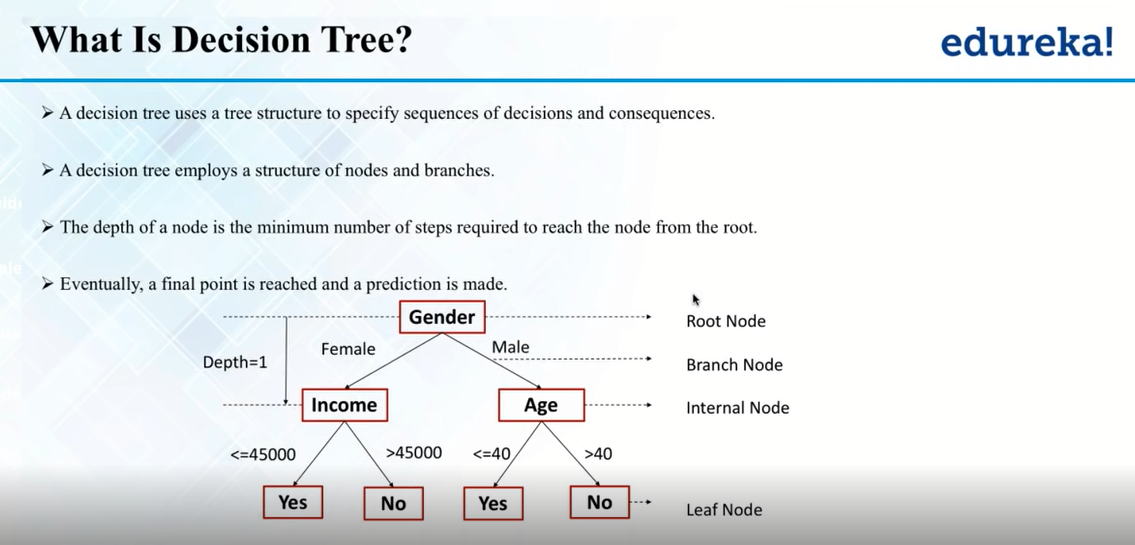 What Is Decision Tree?
edureka!
➤ A decision tree uses a tree structure to specify sequences of decisions and consequences.
➤ A decision tree employs a structure of nodes and branches.
➤ The depth of a node is the minimum number of steps required to reach the node from the root.
➤ Eventually, a final point is reached and a prediction is made.
Gender
Root Node
Female
Male
Depth=1
Branch Node
Income
Age
Internal Node
<=45000
>45000
<=40
>40
Yes
No
Yes
No
Leaf Node